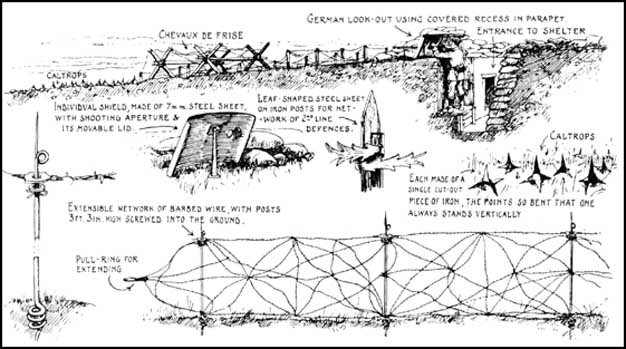 German look-out using covered recess in parapet.
Chevaux de frise
Entrance to shelter
Caltrops
Individual shield, made of 7mm steel sheet,
with shooting aperture &
its movable lid.
Leaf-shaped steel sheet
on iron posts for net-
work of 2nd line
defences.
Caltrops
Each made of a
single cut-out
piece of iron, the points so bent that one
always stands vertically
Extensible network of barbed wire, with posts
3ft. 3in. high screwed into the ground.
Pull-ring for
extending